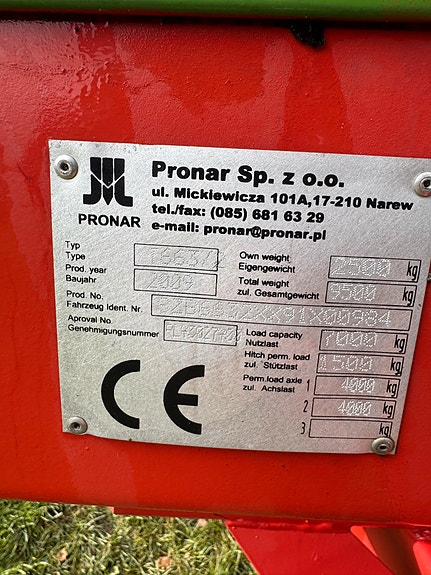 Pronar Sp. z o.o.
ul. Mickiewicza 101A,17-210 Narew
tel./fax: (085) 681 63 29
e-mail: pronar@pronar.pl
PRONAR
Typ
Type T663/2
Prod. year
Baujahr 2009
Prod. No.
Fahrzeug Ident. Nr.
Aproval No.
Genehmigungsnummer
Own weight
Eigengewicht 2500 kg
Total weight
zul. Gesamtgewicht 9500 kg
Load capacity
Nutzlast 7000 kg
Hitch perm. load
zul. Stützlast 1500 kg
Perm.load axle 1 4000 kg
zul. Achslast
2 4000 kg
3 kg
CE